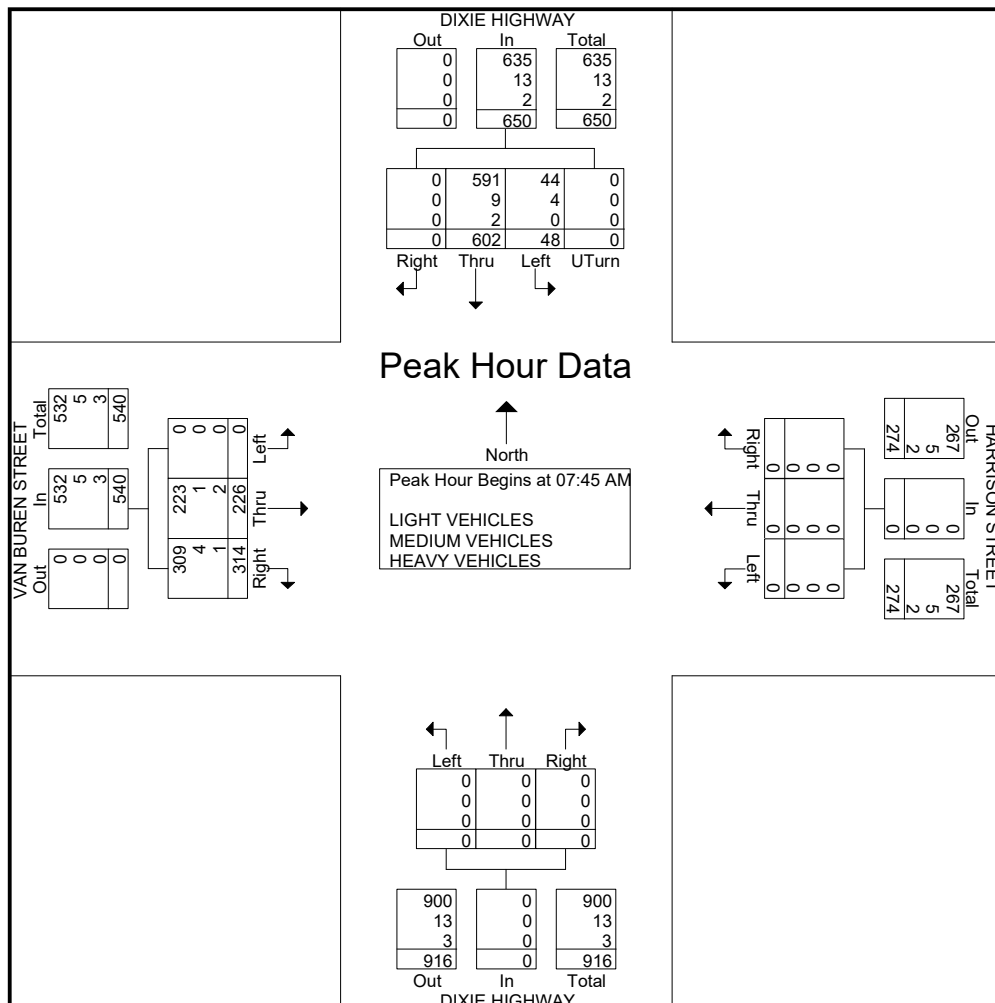 DIXIE HIGHWAY
Out In Total
0 635 635
0 13 13
0 2 2
0 650 650
0 591 44 0
0 9 4 0
0 2 0 0
0 602 48 0
Right Thru Left UTurn
Peak Hour Data
North
Peak Hour Begins at 07:45 AM
LIGHT VEHICLES
MEDIUM VEHICLES
HEAVY VEHICLES
VAN BUREN STREET
Out In Total
0 532 532
0 5 5
0 3 3
0 540 540
309 223 0
4 1 0
1 2 0
314 226 0
Right Thru Left
HARRISON STREET
Out In Total
267 0 267
5 0 5
2 0 2
274 0 274
0 0 0
0 0 0
0 0 0
0 0 0
Right Thru Left
Left Thru Right
0 0 0
0 0 0
0 0 0
0 0 0
900 0 900
13 0 13
3 0 3
916 0 916
Out In Total
DIXIE HIGHWAY